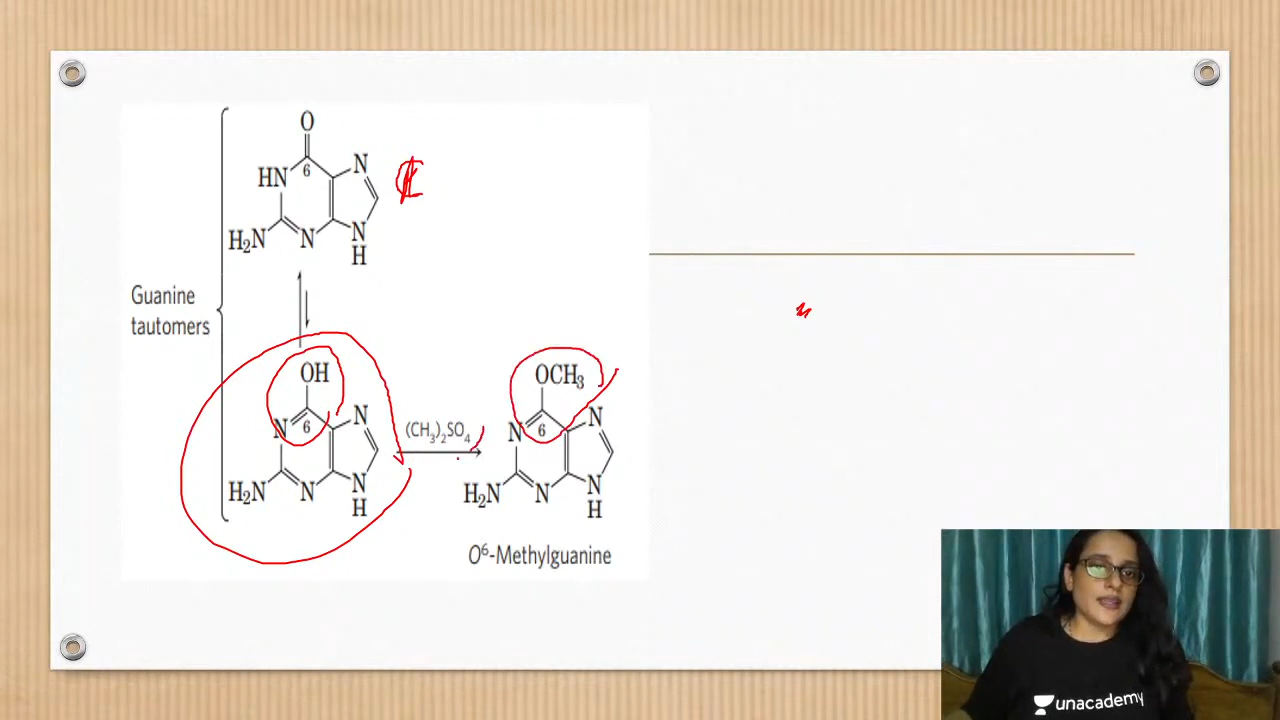 O
6
N
HN
H₂N
N
N
H
Guanine
tautomers
OH
N
6
N
H₂N
N
N
H
(CH₃)₂SO₄
OCH₃
N
6
N
H₂N
N
N
H
O⁶-Methylguanine
unacademy